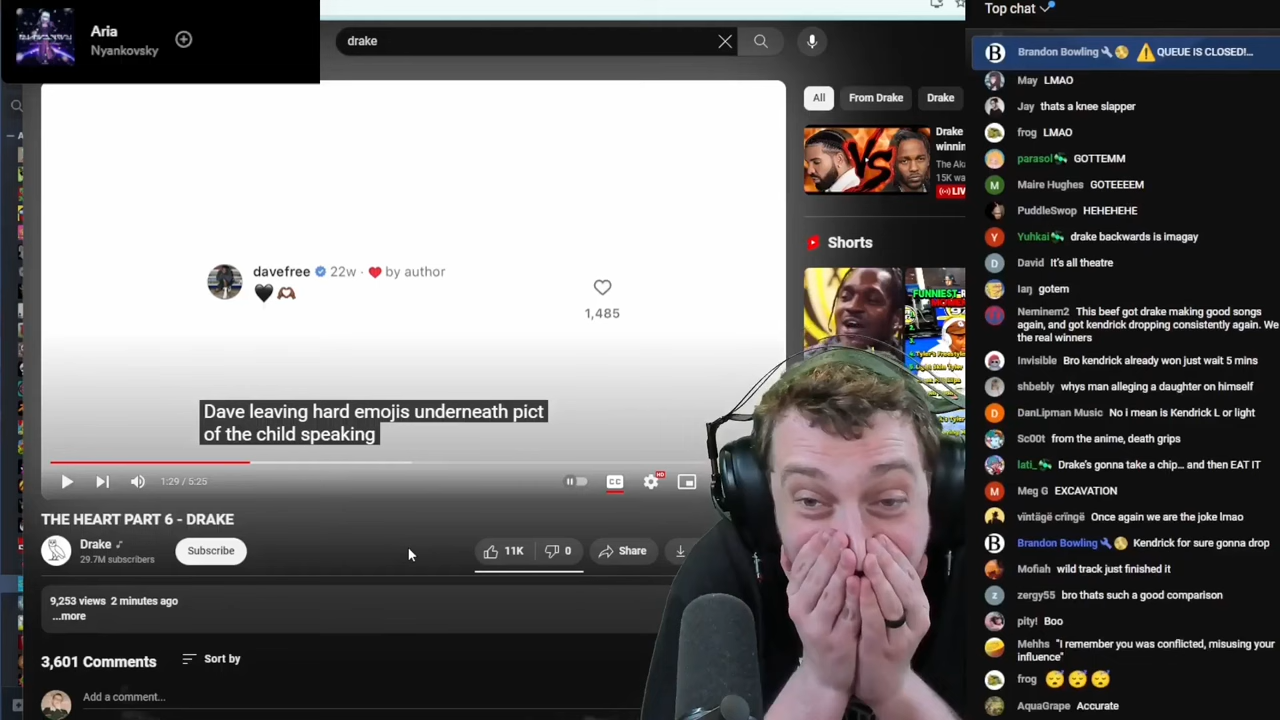 Aria
Nyankovsky
drake
All
From Drake
Drake
Drake
winnin
The Aka
15K wa
LIVE
Shorts
davefree 22w · ❤ by author
🖤 🫶🏾
1,485
Dave leaving hard emojis underneath pict
of the child speaking
1:29 / 5:25
CC
HD
THE HEART PART 6 - DRAKE
Drake ♪
29.7M subscribers
Subscribe
11K
0
Share
9,253 views 2 minutes ago
...more
3,601 Comments
Sort by
Add a comment...
Top chat
Brandon Bowling 🔧 ⚠ QUEUE IS CLOSED!...
May LMAO
Jay thats a knee slapper
frog LMAO
parasol GOTTEMM
Maire Hughes GOTEEEEM
PuddleSwop HEHEHEHE
Yuhkai drake backwards is imagay
David It's all theatre
Ian gotem
Neminem2 This beef got drake making good songs
again, and got kendrick dropping consistently again. We
the real winners
Invisible Bro kendrick already won just wait 5 mins
shbebly whys man alleging a daughter on himself
DanLipman Music No i mean is Kendrick L or light
Sc00t from the anime, death grips
lati_ Drake's gonna take a chip... and then EAT IT
Meg G EXCAVATION
vïntägë crïngë Once again we are the joke lmao
Brandon Bowling 🔧 Kendrick for sure gonna drop
Mofiah wild track just finished it
zergy55 bro thats such a good comparison
pity! Boo
Mehhs "I remember you was conflicted, misusing your
influence"
frog 😴 😴 😴
AquaGrape Accurate